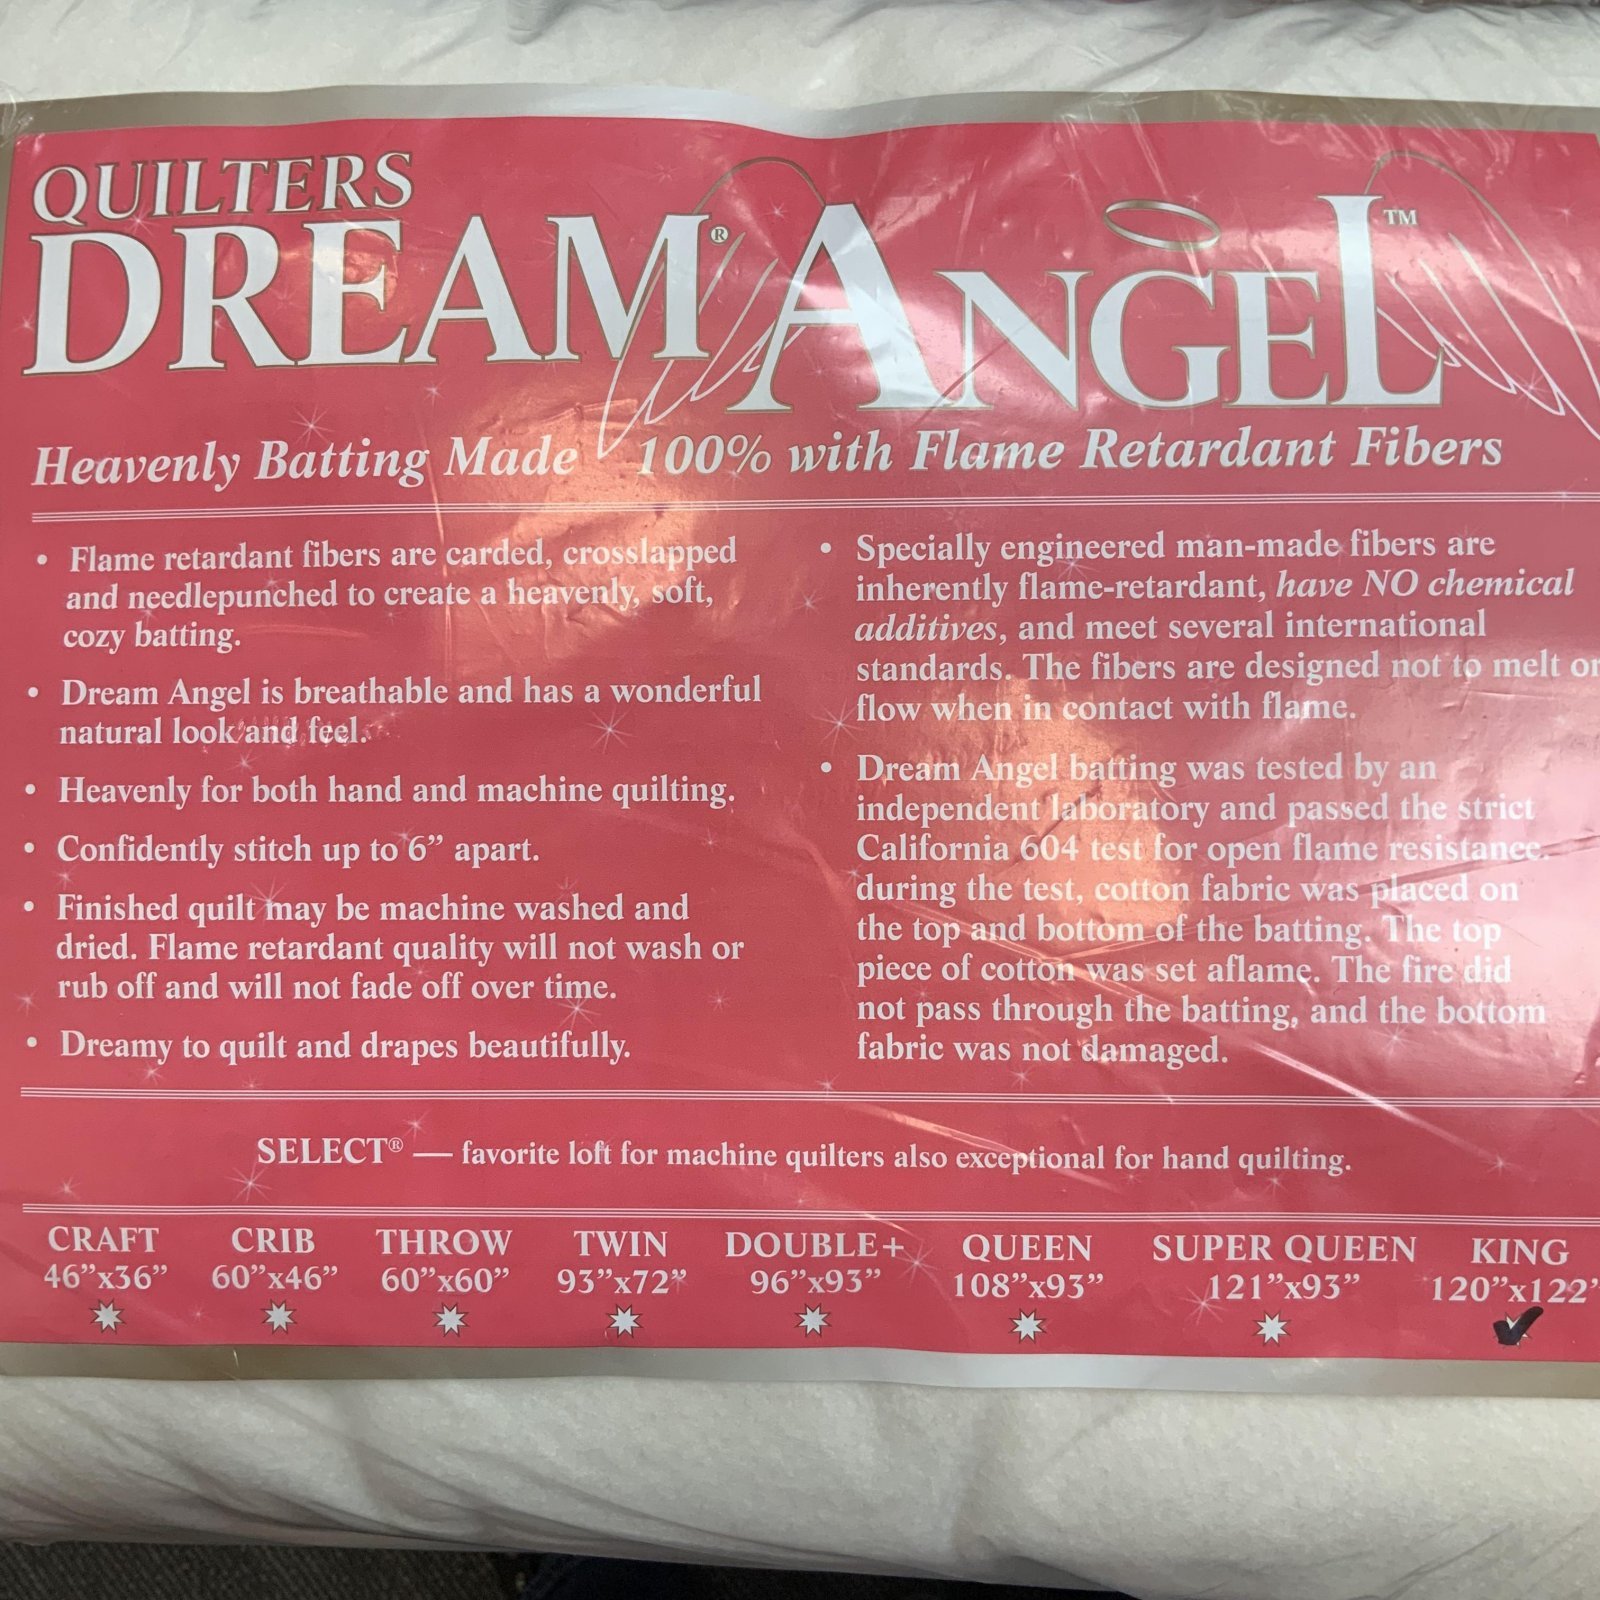 QUILTERS
DREAM® ANGEL™
Heavenly Batting Made 100% with Flame Retardant Fibers
• Flame retardant fibers are carded, crosslapped
and needlepunched to create a heavenly, soft,
cozy batting.
• Dream Angel is breathable and has a wonderful
natural look and feel.
• Heavenly for both hand and machine quilting.
• Confidently stitch up to 6” apart.
• Finished quilt may be machine washed and
dried. Flame retardant quality will not wash or
rub off and will not fade off over time.
• Dreamy to quilt and drapes beautifully.
• Specially engineered man-made fibers are
inherently flame-retardant, have NO chemical
additives, and meet several international
standards. The fibers are designed not to melt or
flow when in contact with flame.
• Dream Angel batting was tested by an
independent laboratory and passed the strict
California 604 test for open flame resistance.
during the test, cotton fabric was placed on
the top and bottom of the batting. The top
piece of cotton was set aflame. The fire did
not pass through the batting, and the bottom
fabric was not damaged.
SELECT® — favorite loft for machine quilters also exceptional for hand quilting.
CRAFT CRIB THROW TWIN DOUBLE+ QUEEN SUPER QUEEN KING
46”x36” 60”x46” 60”x60” 93”x72” 96”x93” 108”x93” 121”x93” 120”x122”